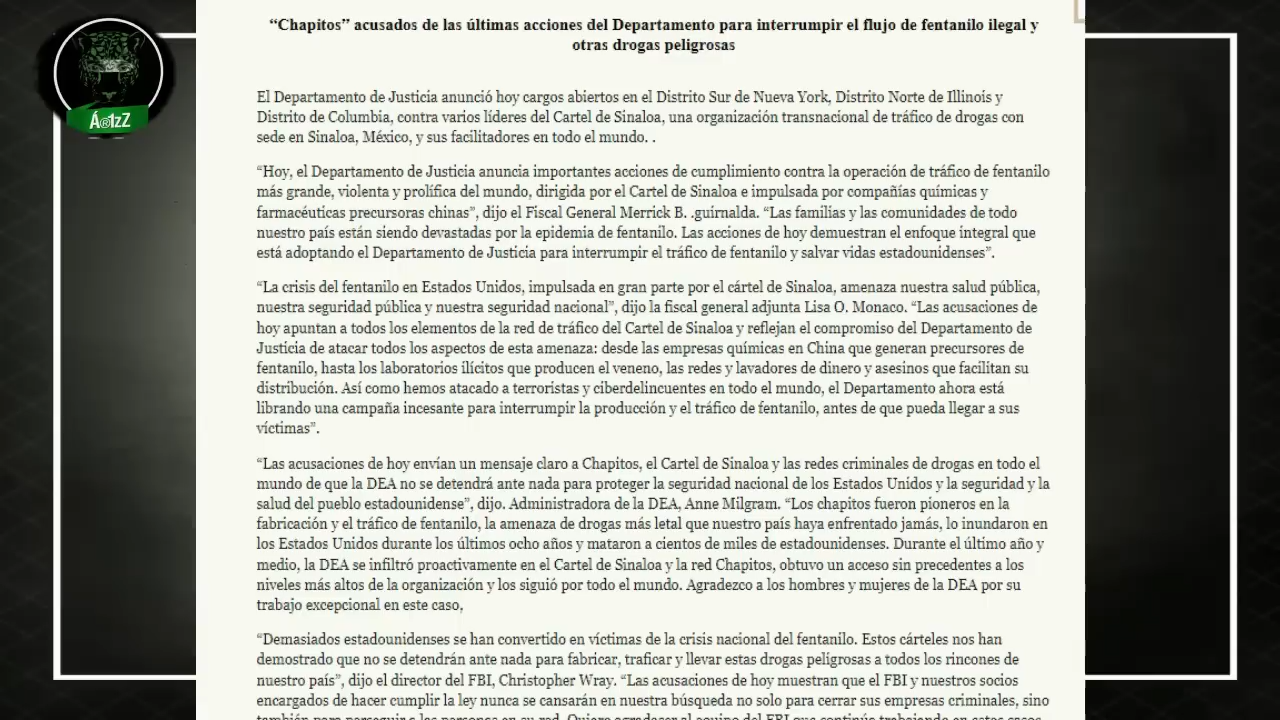 Á®1zZ
“Chapitos” acusados de las últimas acciones del Departamento para interrumpir el flujo de fentanilo ilegal y
otras drogas peligrosas
El Departamento de Justicia anunció hoy cargos abiertos en el Distrito Sur de Nueva York, Distrito Norte de Illinois y
Distrito de Columbia, contra varios líderes del Cartel de Sinaloa, una organización transnacional de tráfico de drogas con
sede en Sinaloa, México, y sus facilitadores en todo el mundo. .
“Hoy, el Departamento de Justicia anuncia importantes acciones de cumplimiento contra la operación de tráfico de fentanilo
más grande, violenta y prolífica del mundo, dirigida por el Cartel de Sinaloa e impulsada por compañías químicas y
farmacéuticas precursoras chinas”, dijo el Fiscal General Merrick B. .guirnalda. “Las familias y las comunidades de todo
nuestro país están siendo devastadas por la epidemia de fentanilo. Las acciones de hoy demuestran el enfoque integral que
está adoptando el Departamento de Justicia para interrumpir el tráfico de fentanilo y salvar vidas estadounidenses”.
“La crisis del fentanilo en Estados Unidos, impulsada en gran parte por el cártel de Sinaloa, amenaza nuestra salud pública,
nuestra seguridad pública y nuestra seguridad nacional”, dijo la fiscal general adjunta Lisa O. Monaco. “Las acusaciones de
hoy apuntan a todos los elementos de la red de tráfico del Cartel de Sinaloa y reflejan el compromiso del Departamento de
Justicia de atacar todos los aspectos de esta amenaza: desde las empresas químicas en China que generan precursores de
fentanilo, hasta los laboratorios ilícitos que producen el veneno, las redes y lavadores de dinero y asesinos que facilitan su
distribución. Así como hemos atacado a terroristas y ciberdelincuentes en todo el mundo, el Departamento ahora está
librando una campaña incesante para interrumpir la producción y el tráfico de fentanilo, antes de que pueda llegar a sus
víctimas”.
“Las acusaciones de hoy envían un mensaje claro a Chapitos, el Cartel de Sinaloa y las redes criminales de drogas en todo el
mundo de que la DEA no se detendrá ante nada para proteger la seguridad nacional de los Estados Unidos y la seguridad y la
salud del pueblo estadounidense”, dijo. Administradora de la DEA, Anne Milgram. “Los chapitos fueron pioneros en la
fabricación y el tráfico de fentanilo, la amenaza de drogas más letal que nuestro país haya enfrentado jamás, lo inundaron en
los Estados Unidos durante los últimos ocho años y mataron a cientos de miles de estadounidenses. Durante el último año y
medio, la DEA se infiltró proactivamente en el Cartel de Sinaloa y la red Chapitos, obtuvo un acceso sin precedentes a los
niveles más altos de la organización y los siguió por todo el mundo. Agradezco a los hombres y mujeres de la DEA por su
trabajo excepcional en este caso,
“Demasiados estadounidenses se han convertido en víctimas de la crisis nacional del fentanilo. Estos cárteles nos han
demostrado que no se detendrán ante nada para fabricar, traficar y llevar estas drogas peligrosas a todos los rincones de
nuestro país”, dijo el director del FBI, Christopher Wray. “Las acusaciones de hoy muestran que el FBI y nuestros socios
encargados de hacer cumplir la ley nunca se cansarán en nuestra búsqueda no solo para cerrar sus empresas criminales, sino
también para perseguir a las personas en su red. Quiero agradecer al equipo del FBI que continúa trabajando en estos casos